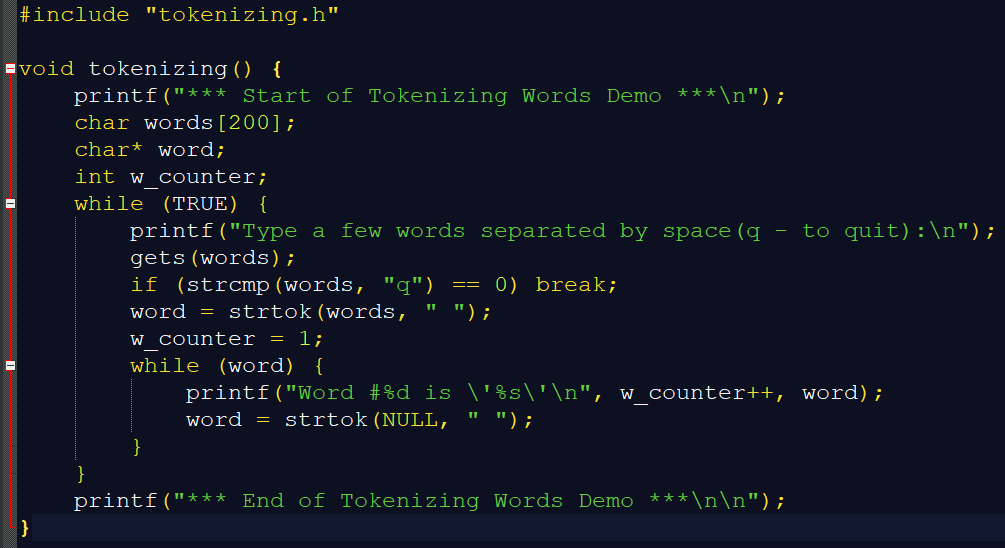 #include "tokenizing.h"

void tokenizing() {
    printf("*** Start of Tokenizing Words Demo ***\n");
    char words[200];
    char* word;
    int w_counter;
    while (TRUE) {
        printf("Type a few words separated by space(q - to quit):\n");
        gets(words);
        if (strcmp(words, "q") == 0) break;
        word = strtok(words, " ");
        w_counter = 1;
        while (word) {
            printf("Word #%d is \'%s\'\n", w_counter++, word);
            word = strtok(NULL, " ");
        }
    }
    printf("*** End of Tokenizing Words Demo ***\n\n");
}